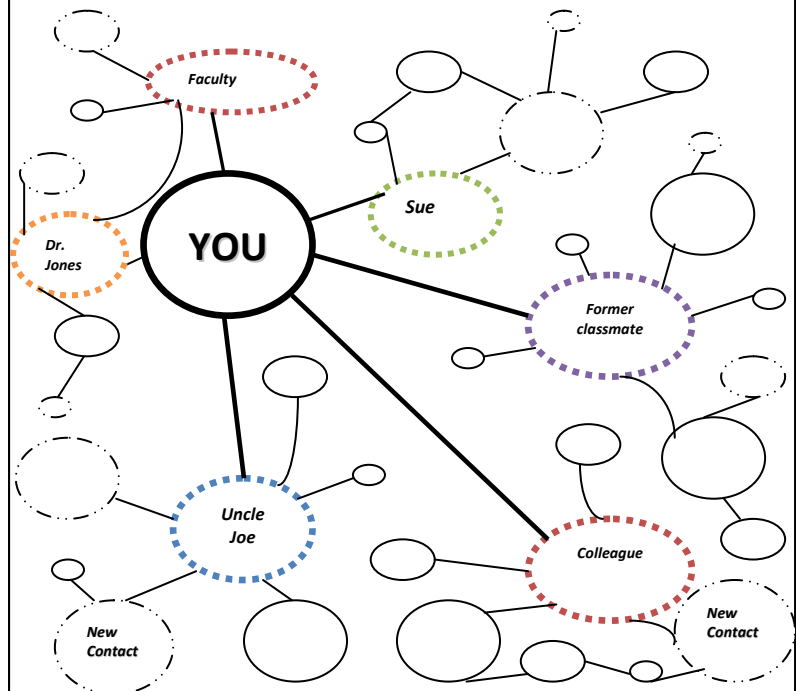 Faculty
Sue
YOU
Dr.
Jones
Former
classmate
Uncle
Joe
Colleague
New
Contact
New
Contact